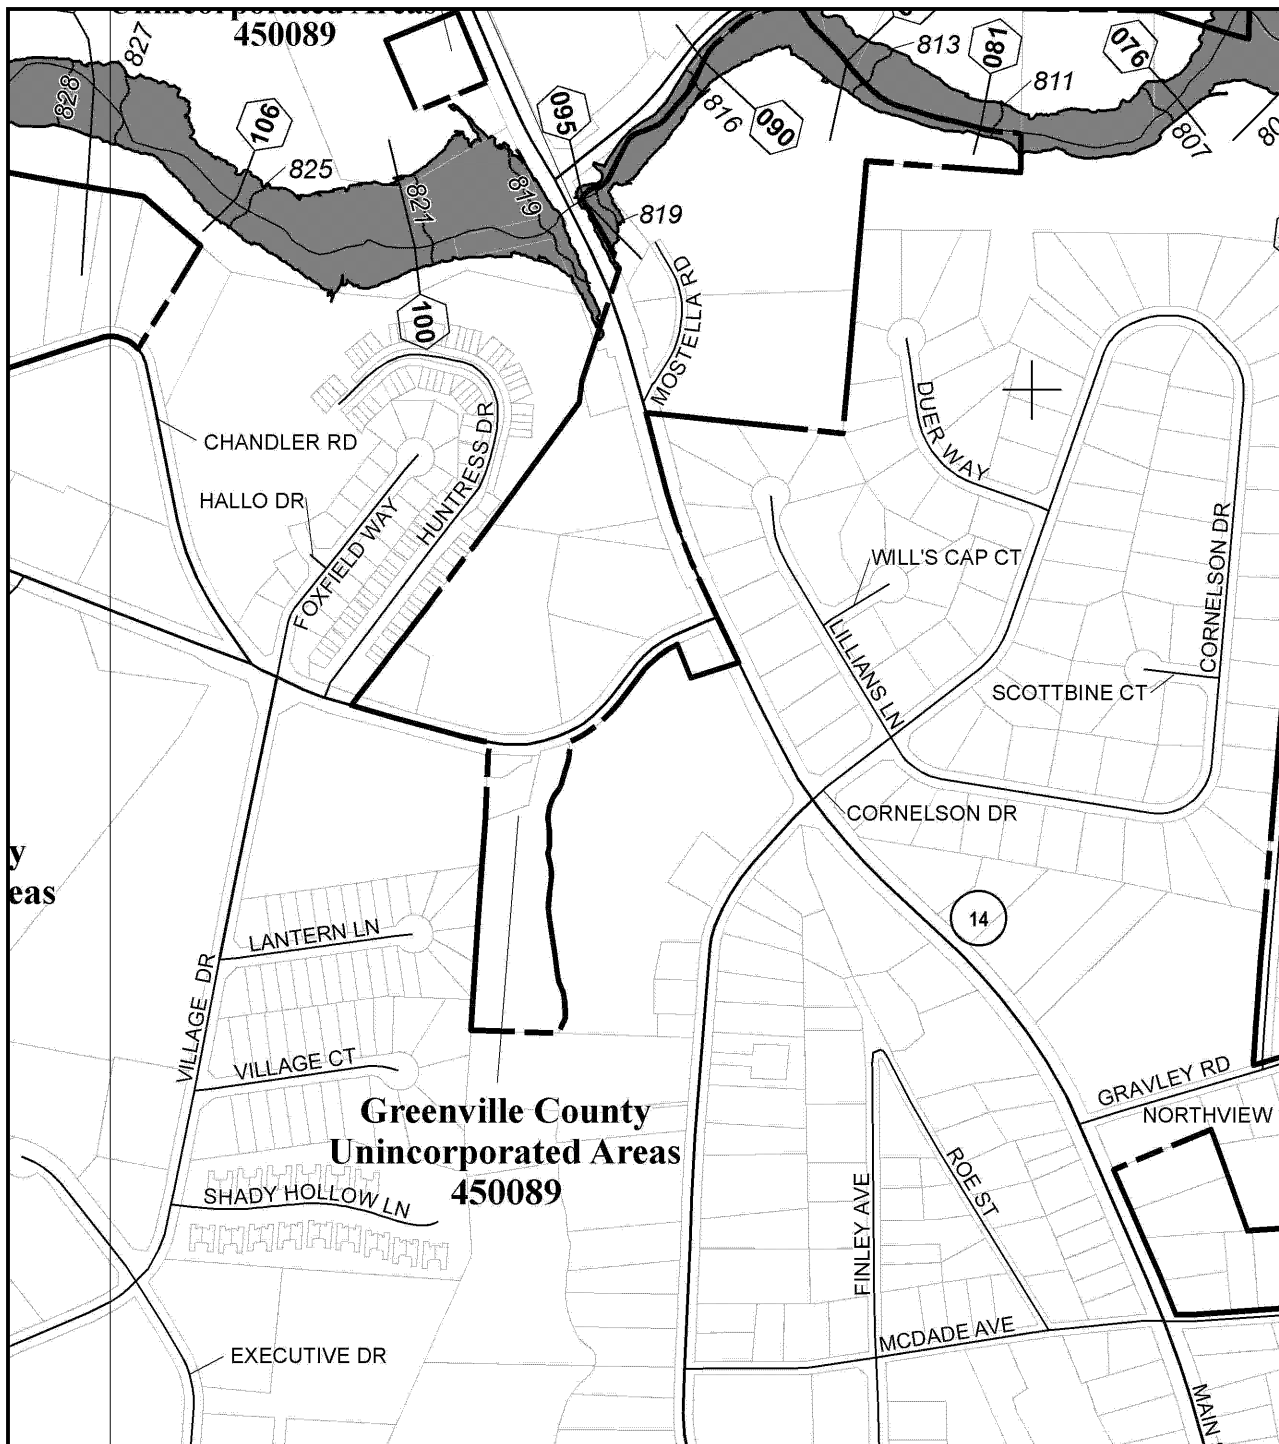 Unincorporated Areas
450089
827
828
106
825
821
819
095
100
819
816
090
813
081
811
076
807
80
MOSTELLA RD
CHANDLER RD
HALLO DR
FOXFIELD WAY
HUNTRESS DR
DUER WAY
WILL'S CAP CT
LILLIANS LN
CORNELSON DR
SCOTTBINE CT
CORNELSON DR
14
y
eas
LANTERN LN
VILLAGE DR
VILLAGE CT
Greenville County
Unincorporated Areas
450089
SHADY HOLLOW LN
EXECUTIVE DR
GRAVLEY RD
NORTHVIEW
ROE ST
FINLEY AVE
MCDADE AVE
MAIN